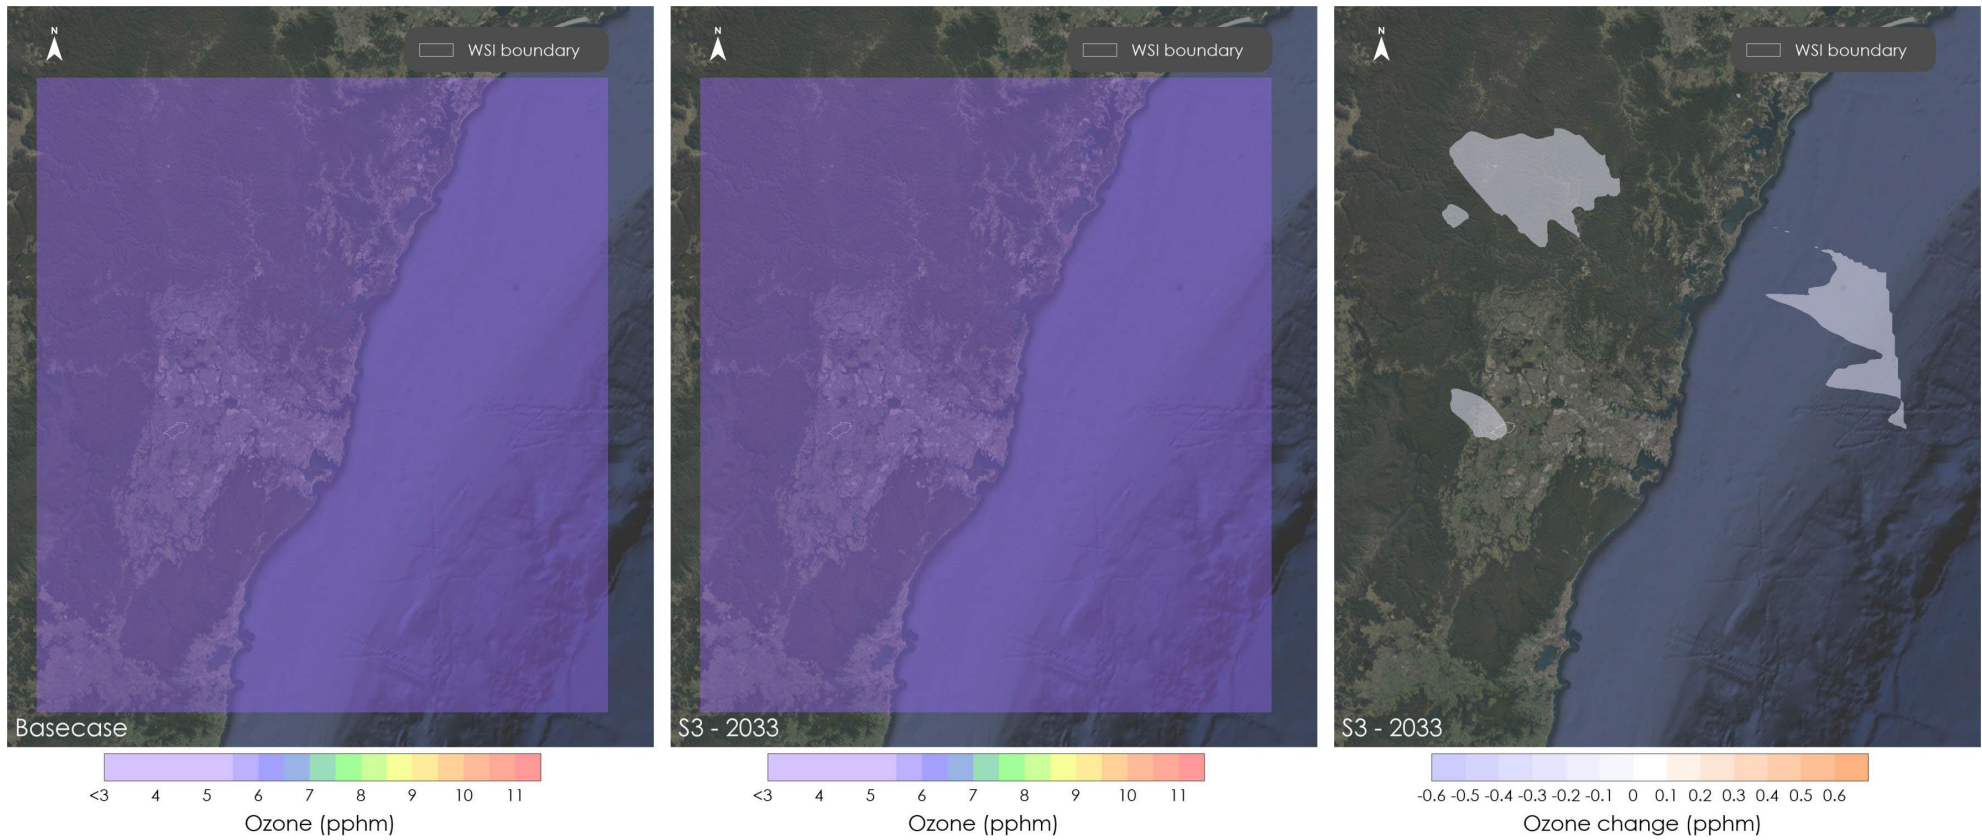 N
WSI boundary
N
WSI boundary
N
WSI boundary
Basecase
S3 - 2033
S3 - 2033
<3 4 5 6 7 8 9 10 11
Ozone (pphm)
<3 4 5 6 7 8 9 10 11
Ozone (pphm)
-0.6 -0.5 -0.4 -0.3 -0.2 -0.1 0 0.1 0.2 0.3 0.4 0.5 0.6
Ozone change (pphm)